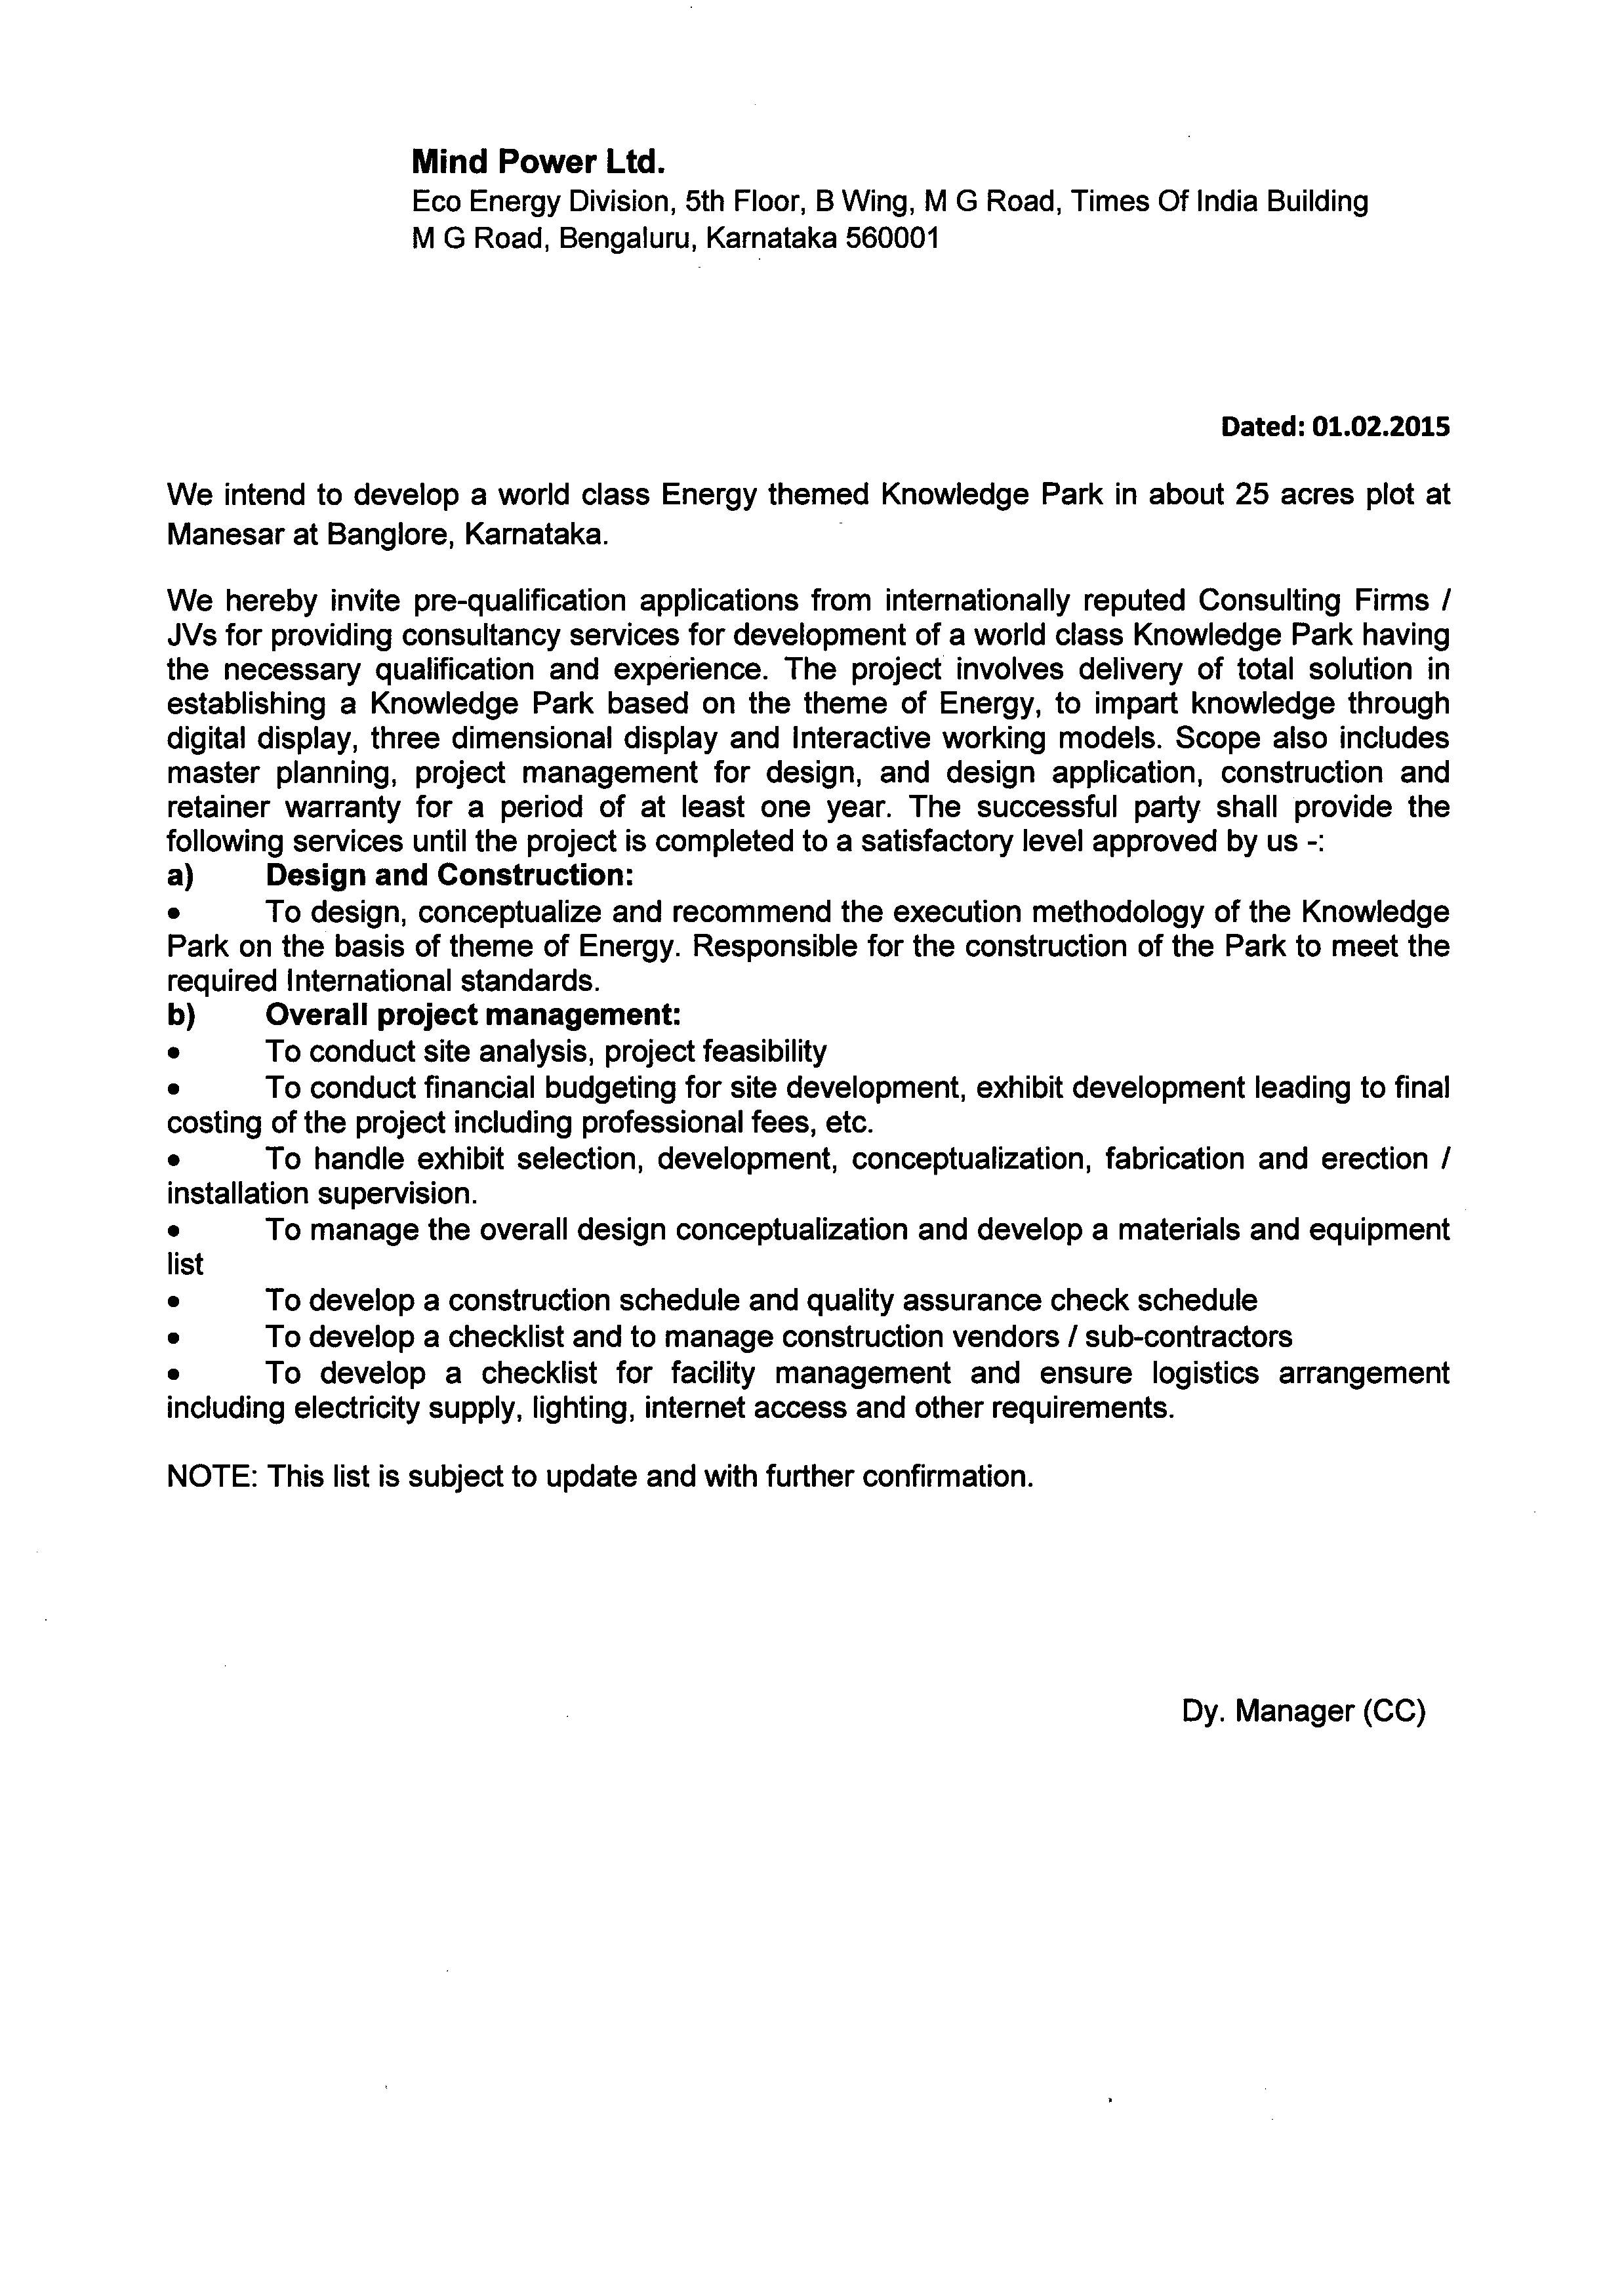 Mind Power Ltd.
Eco Energy Division, 5th Floor, B Wing, M G Road, Times Of India Building
M G Road, Bengaluru, Karnataka 560001
Dated: 01.02.2015
We intend to develop a world class Energy themed Knowledge Park in about 25 acres plot at
Manesar at Banglore, Karnataka.
We hereby invite pre-qualification applications from internationally reputed Consulting Firms /
JVs for providing consultancy services for development of a world class Knowledge Park having
the necessary qualification and experience. The project involves delivery of total solution in
establishing a Knowledge Park based on the theme of Energy, to impart knowledge through
digital display, three dimensional display and Interactive working models. Scope also includes
master planning, project management for design, and design application, construction and
retainer warranty for a period of at least one year. The successful party shall provide the
following services until the project is completed to a satisfactory level approved by us -:
a) Design and Construction:
• To design, conceptualize and recommend the execution methodology of the Knowledge
Park on the basis of theme of Energy. Responsible for the construction of the Park to meet the
required International standards.
b) Overall project management:
• To conduct site analysis, project feasibility
• To conduct financial budgeting for site development, exhibit development leading to final
costing of the project including professional fees, etc.
• To handle exhibit selection, development, conceptualization, fabrication and erection /
installation supervision.
• To manage the overall design conceptualization and develop a materials and equipment
list
• To develop a construction schedule and quality assurance check schedule
• To develop a checklist and to manage construction vendors / sub-contractors
• To develop a checklist for facility management and ensure logistics arrangement
including electricity supply, lighting, internet access and other requirements.
NOTE: This list is subject to update and with further confirmation.
Dy. Manager (CC)